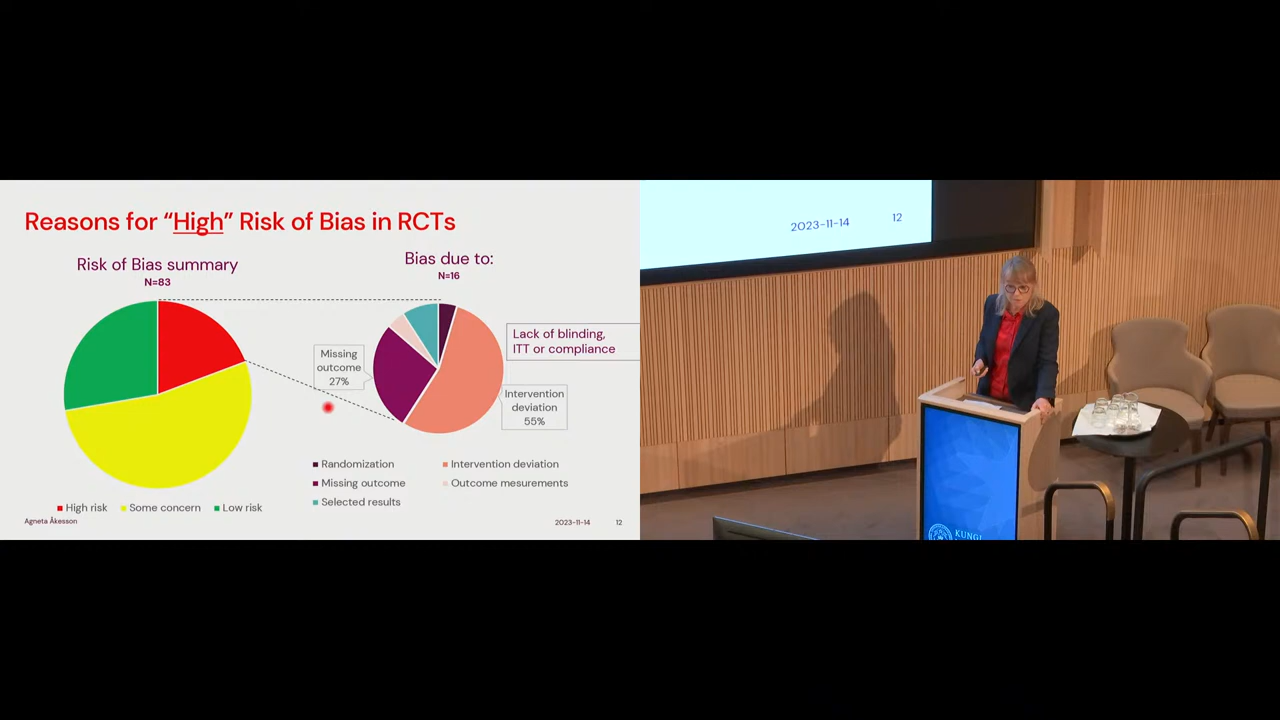 Reasons for “High” Risk of Bias in RCTs
Risk of Bias summary
N=83
Bias due to:
N=16
Lack of blinding,
ITT or compliance
Missing
outcome
27%
Intervention
deviation
55%
Randomization
Intervention deviation
Missing outcome
Outcome mesurements
Selected results
High risk
Some concern
Low risk
Agneta Åkesson
2023-11-14
12
2023-11-14
12
KUNGL